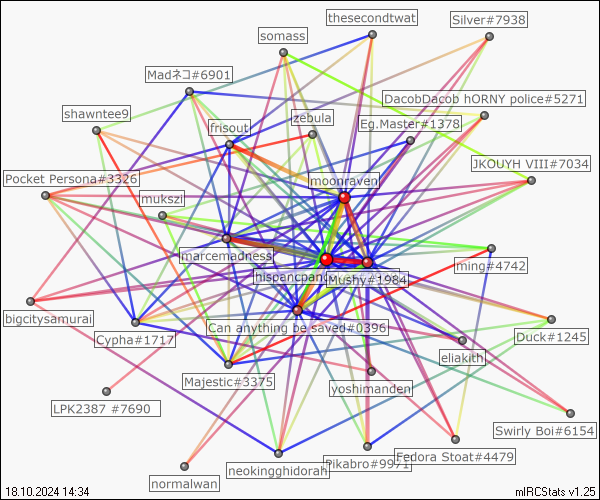 thesecondtwat
Silver#7938
somass
Madネコ#6901
DacobDacob hORNY police#5271
shawntee9
zebula
Eg.Master#1378
frisout
JKOUYH VIII#7034
Pocket Persona#3326
moonraven
mukszi
marcemadness
ming#4742
Mushy#1984
bigcitysamurai
Can anything be saved#0396
Cypha#1717
Duck#1245
eliakith
Majestic#3375
yoshimanden
LPK2387 #7690
Swirly Boi#6154
Fedora Stoat#4479
Pikabro#9971
neokingghidorah
normalwan
18.10.2024 14:34
mIRCStats v1.25